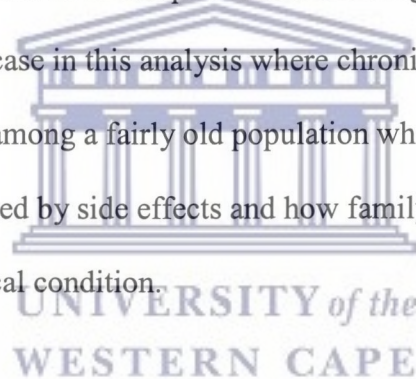 case in this analysis where chroni
among a fairly old population wh
ed by side effects and how famil
cal condition.
UNIVERSITY of the
WESTERN CAPE